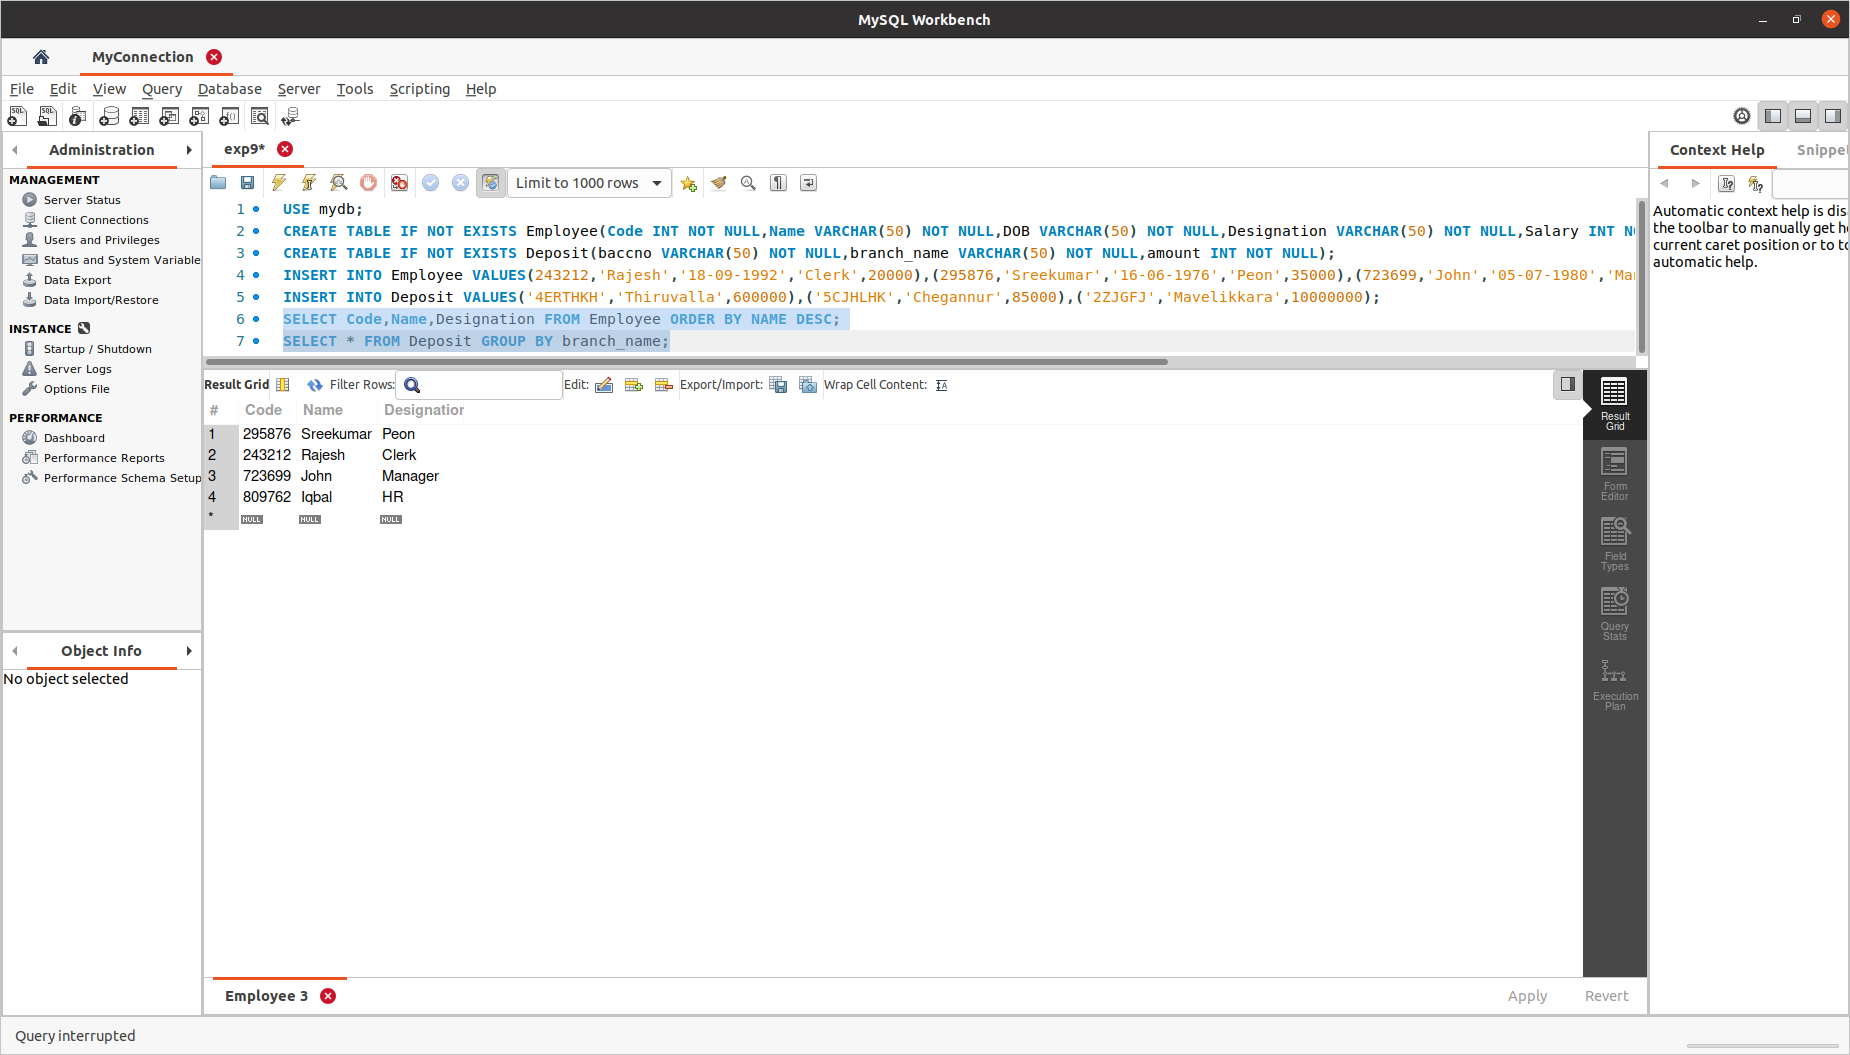 MySQL Workbench
MyConnection
File Edit View Query Database Server Tools Scripting Help
Administration
MANAGEMENT
Server Status
Client Connections
Users and Privileges
Status and System Variable
Data Export
Data Import/Restore
INSTANCE
Startup / Shutdown
Server Logs
Options File
PERFORMANCE
Dashboard
Performance Reports
Performance Schema Setup
Object Info
No object selected
exp9*
Limit to 1000 rows
1 USE mydb;
2 CREATE TABLE IF NOT EXISTS Employee(Code INT NOT NULL,Name VARCHAR(50) NOT NULL,DOB VARCHAR(50) NOT NULL,Designation VARCHAR(50) NOT NULL,Salary INT NO
3 CREATE TABLE IF NOT EXISTS Deposit(baccno VARCHAR(50) NOT NULL,branch_name VARCHAR(50) NOT NULL,amount INT NOT NULL);
4 INSERT INTO Employee VALUES(243212,'Rajesh','18-09-1992','Clerk',20000),(295876,'Sreekumar','16-06-1976','Peon',35000),(723699,'John','05-07-1980','Man
5 INSERT INTO Deposit VALUES('4ERTHKH','Thiruvalla',600000),('5CJHLHK','Chegannur',85000),('2ZJGFJ','Mavelikkara',10000000);
6 SELECT Code,Name,Designation FROM Employee ORDER BY NAME DESC;
7 SELECT * FROM Deposit GROUP BY branch_name;
Result Grid Filter Rows: Edit: Export/Import: Wrap Cell Content:
# Code Name Designation
1 295876 Sreekumar Peon
2 243212 Rajesh Clerk
3 723699 John Manager
4 809762 Iqbal HR
* NULL NULL NULL
Result
Grid
Form
Editor
Field
Types
Query
Stats
Execution
Plan
Employee 3
Apply Revert
Context Help Snippet
Automatic context help is disa
the toolbar to manually get he
current caret position or to to
automatic help.
Query interrupted